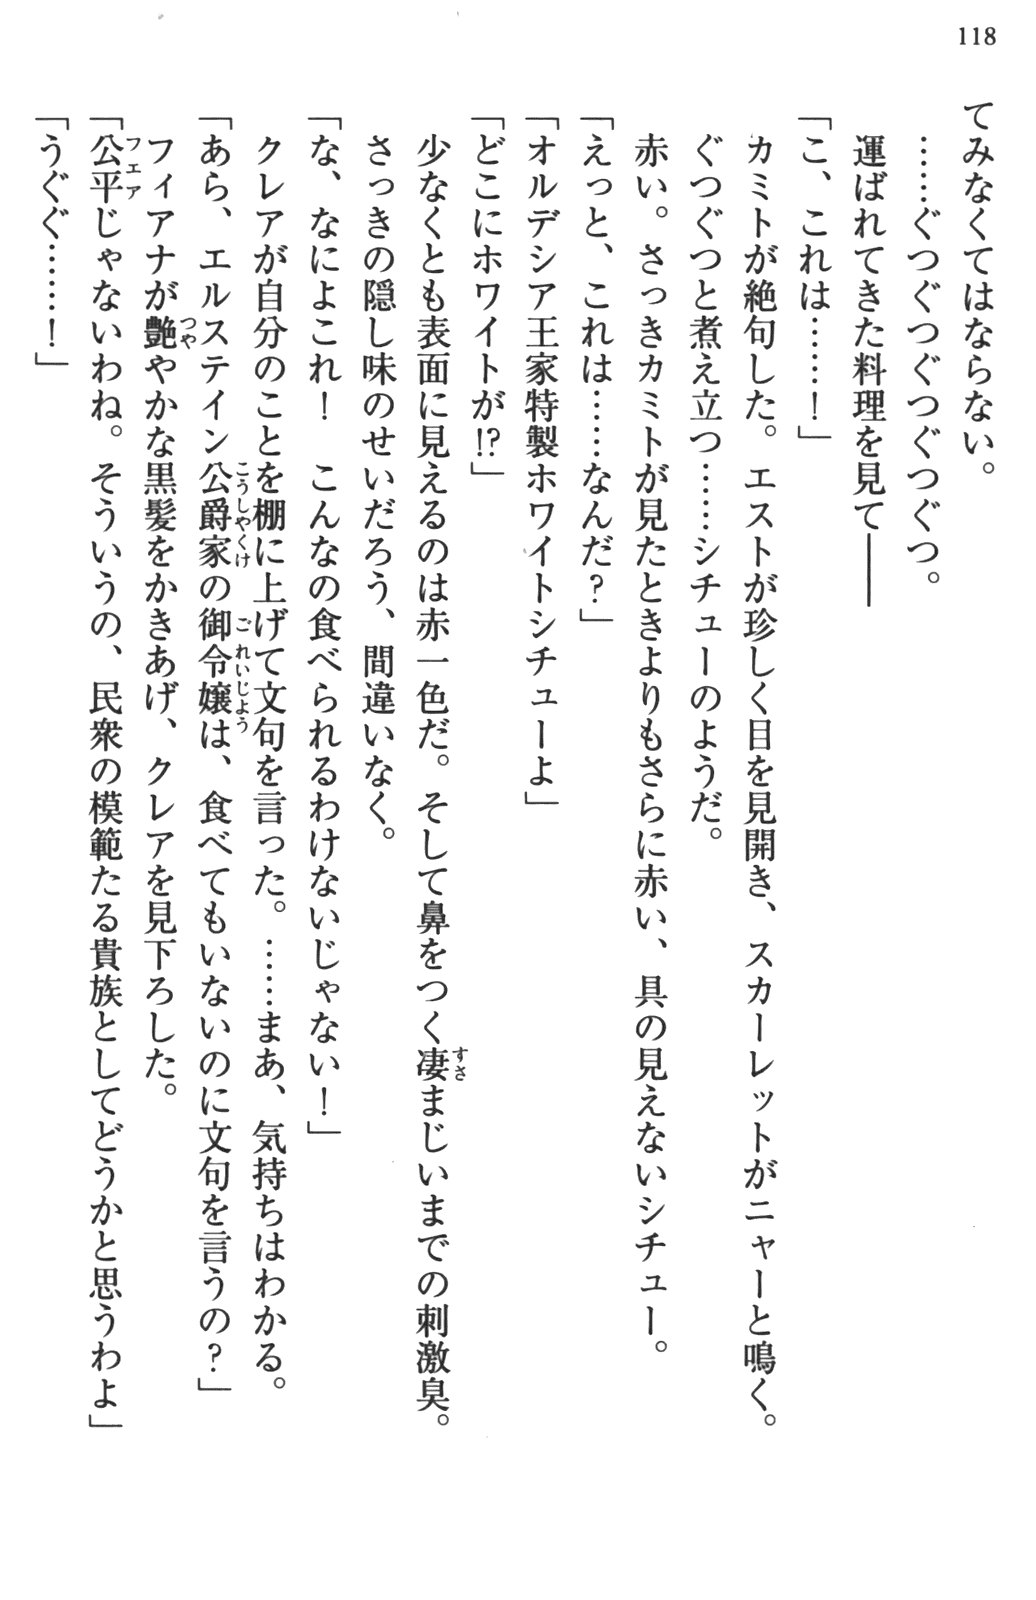 118
てみなくてはならない。
……ぐつぐつぐつぐつぐつ。
運ばれてきた料理を見て――
「こ、これは……！」
カミトが絶句した。エストが珍しく目を見開き、スカーレットがニャーと鳴く。
ぐつぐつと煮え立つ……シチューのようだ。
赤い。さっきカミトが見たときよりもさらに赤い、具の見えないシチュー。
「えっと、これは……なんだ？」
「オルデシア王家特製ホワイトシチューよ」
「どこにホワイトが!?」
少なくとも表面に見えるのは赤一色だ。そして鼻をつく凄まじいまでの刺激臭。
さっきの隠し味のせいだろう、間違いなく。
「な、なによこれ！　こんなの食べられるわけないじゃない！」
クレアが自分のことを棚に上げて文句を言った。……まあ、気持ちはわかる。
「あら、エルステイン公爵家の御令嬢は、食べてもいないのに文句を言うの？」
フィアナが艶やかな黒髪をかきあげ、クレアを見下ろした。
「公平じゃないわね。そういうの、民衆の模範たる貴族としてどうかと思うわよ」
「うぐぐ……！」